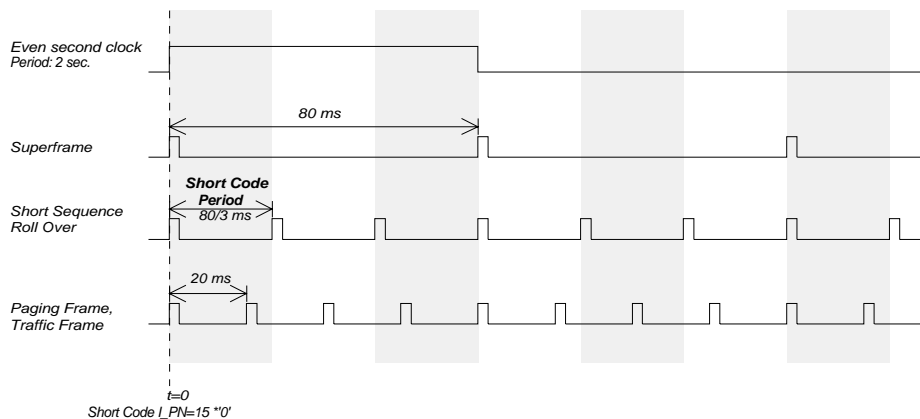 Even second clock
Period: 2 sec.
80 ms
Superframe
Short Code
Period
80/3 ms
Short Sequence
Roll Over
20 ms
Paging Frame,
Traffic Frame
t=0
Short Code I_PN=15 *'0'